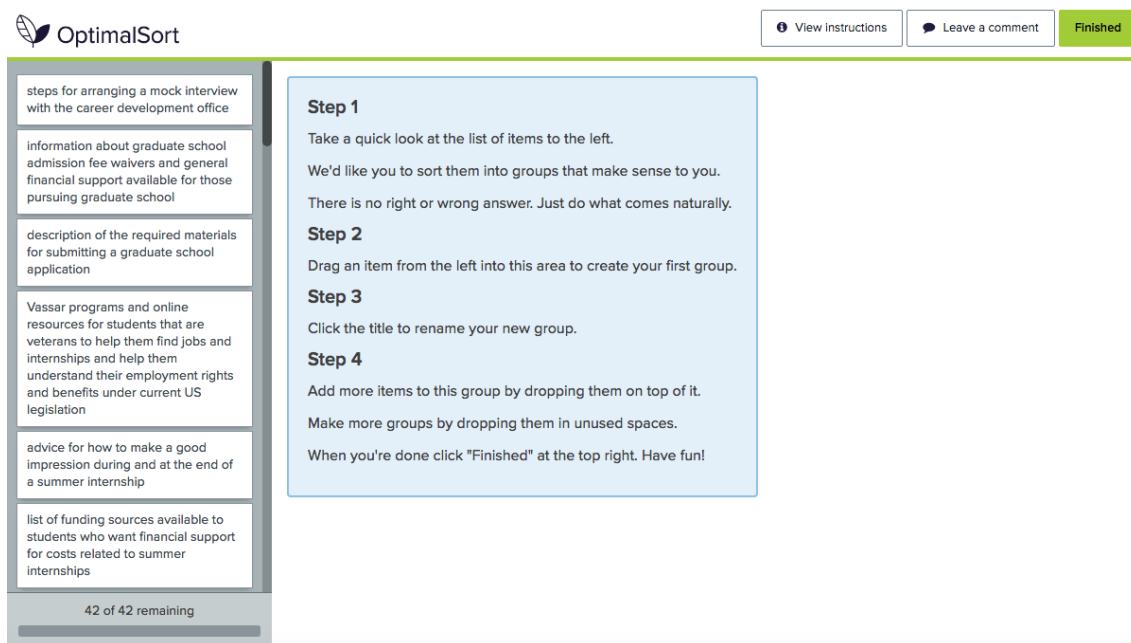 OptimalSort
View instructions
Leave a comment
Finished
steps for arranging a mock interview
with the career development office
information about graduate school
admission fee waivers and general
financial support available for those
pursuing graduate school
description of the required materials
for submitting a graduate school
application
Vassar programs and online
resources for students that are
veterans to help them find jobs and
internships and help them
understand their employment rights
and benefits under current US
legislation
advice for how to make a good
impression during and at the end of
a summer internship
list of funding sources available to
students who want financial support
for costs related to summer
internships
42 of 42 remaining
Step 1
Take a quick look at the list of items to the left.
We'd like you to sort them into groups that make sense to you.
There is no right or wrong answer. Just do what comes naturally.
Step 2
Drag an item from the left into this area to create your first group.
Step 3
Click the title to rename your new group.
Step 4
Add more items to this group by dropping them on top of it.
Make more groups by dropping them in unused spaces.
When you're done click "Finished" at the top right. Have fun!